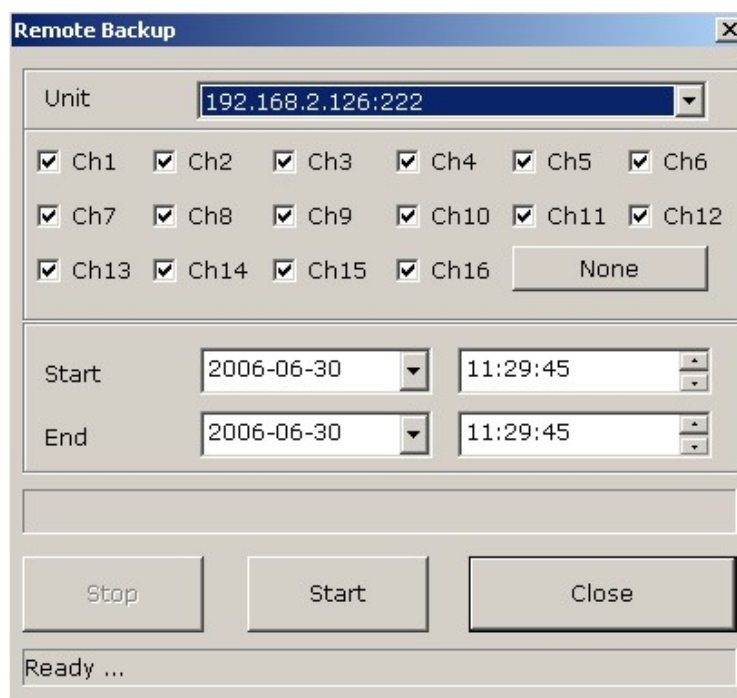 Remote Backup
Unit 192.168.2.126:222
Ch1 Ch2 Ch3 Ch4 Ch5 Ch6
Ch7 Ch8 Ch9 Ch10 Ch11 Ch12
Ch13 Ch14 Ch15 Ch16 None
Start 2006-06-30 11:29:45
End 2006-06-30 11:29:45
Stop Start Close
Ready ...